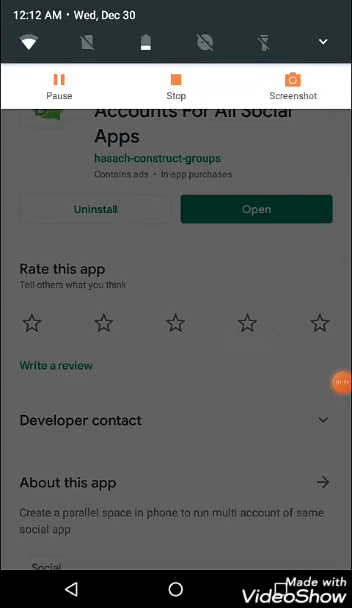 12:12 AM • Wed, Dec 30
Pause
Stop
Screenshot
Accounts For All Social
Apps
hasach-construct-groups
Contains ads • In-app purchases
Uninstall
Open
Rate this app
Tell others what you think
Write a review
Developer contact
About this app
Create a parallel space in phone to run multi account of same
social app
Social
Made with
VideoShow